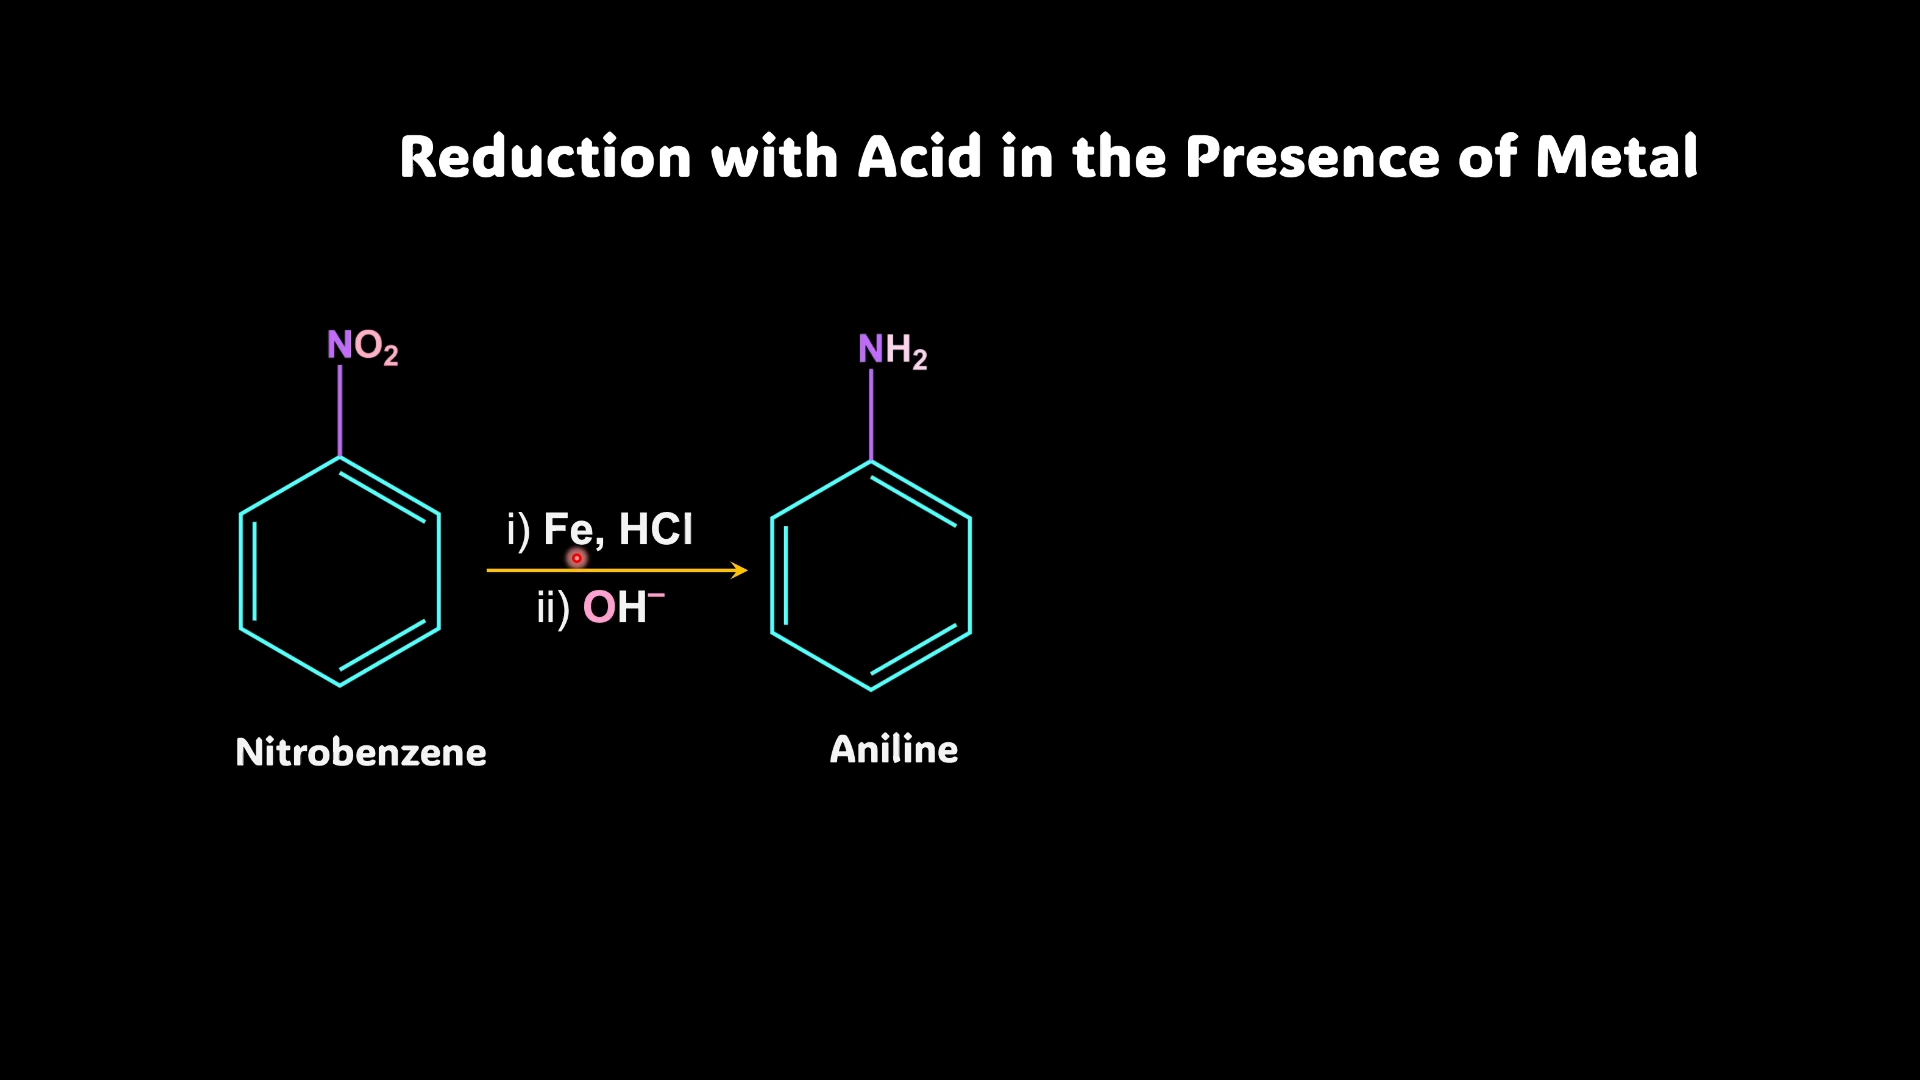 Reduction with Acid in the Presence of Metal
NO₂
NH₂
i) Fe, HCl
ii) OH⁻
Nitrobenzene
Aniline